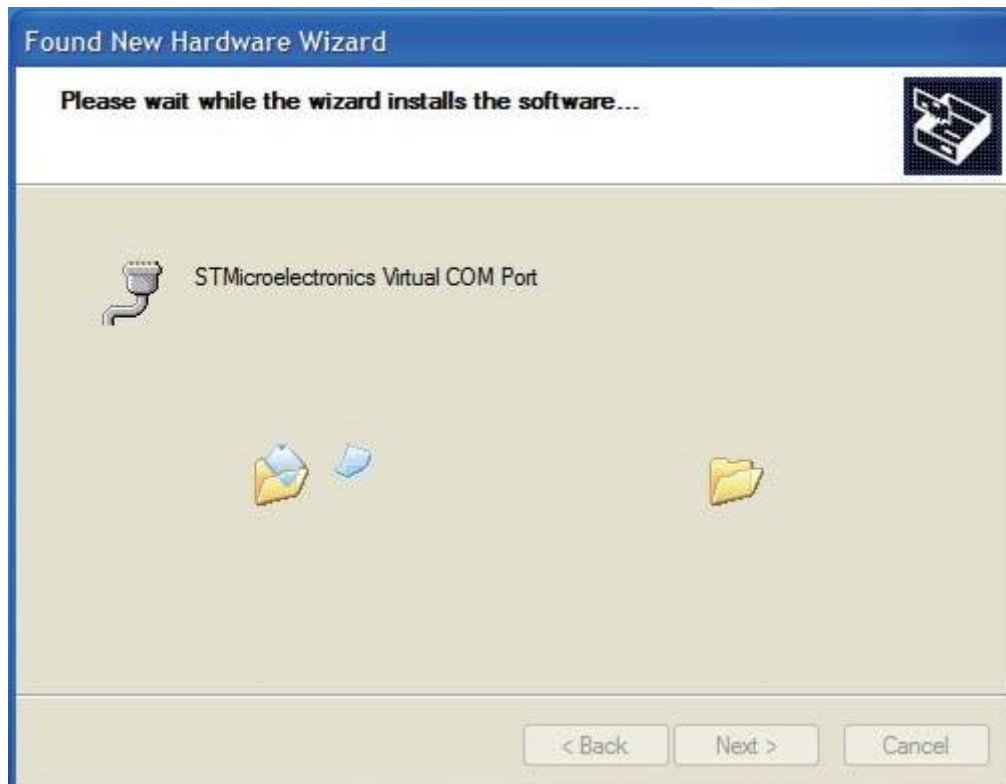 Found New Hardware Wizard
Please wait while the wizard installs the software...
STMicroelectronics Virtual COM Port
< Back Next > Cancel